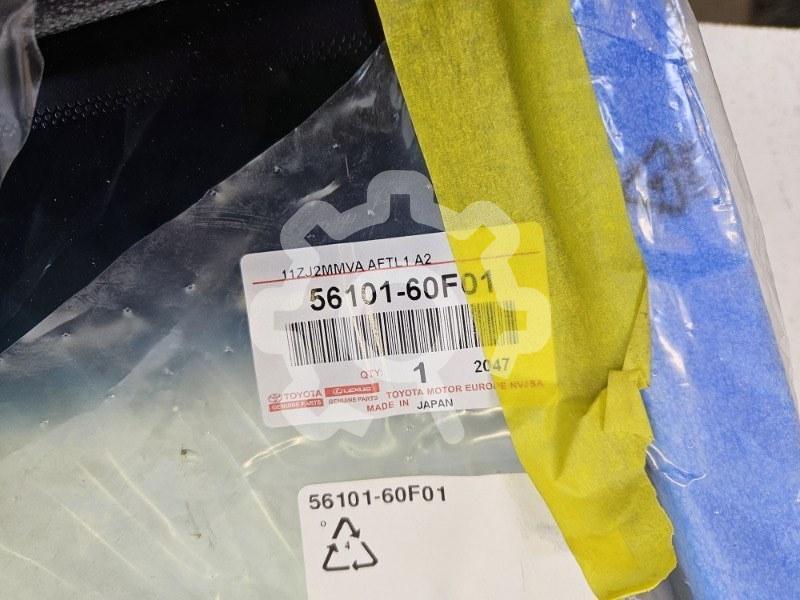 11ZJ2MMVA AFTL1 A2
56101-60F01
QTY: 1 2047
TOYOTA LEXUS TOYOTA MOTOR EUROPE NV/SA
GENUINE PARTS GENUINE PARTS MADE IN JAPAN
56101-60F01
4